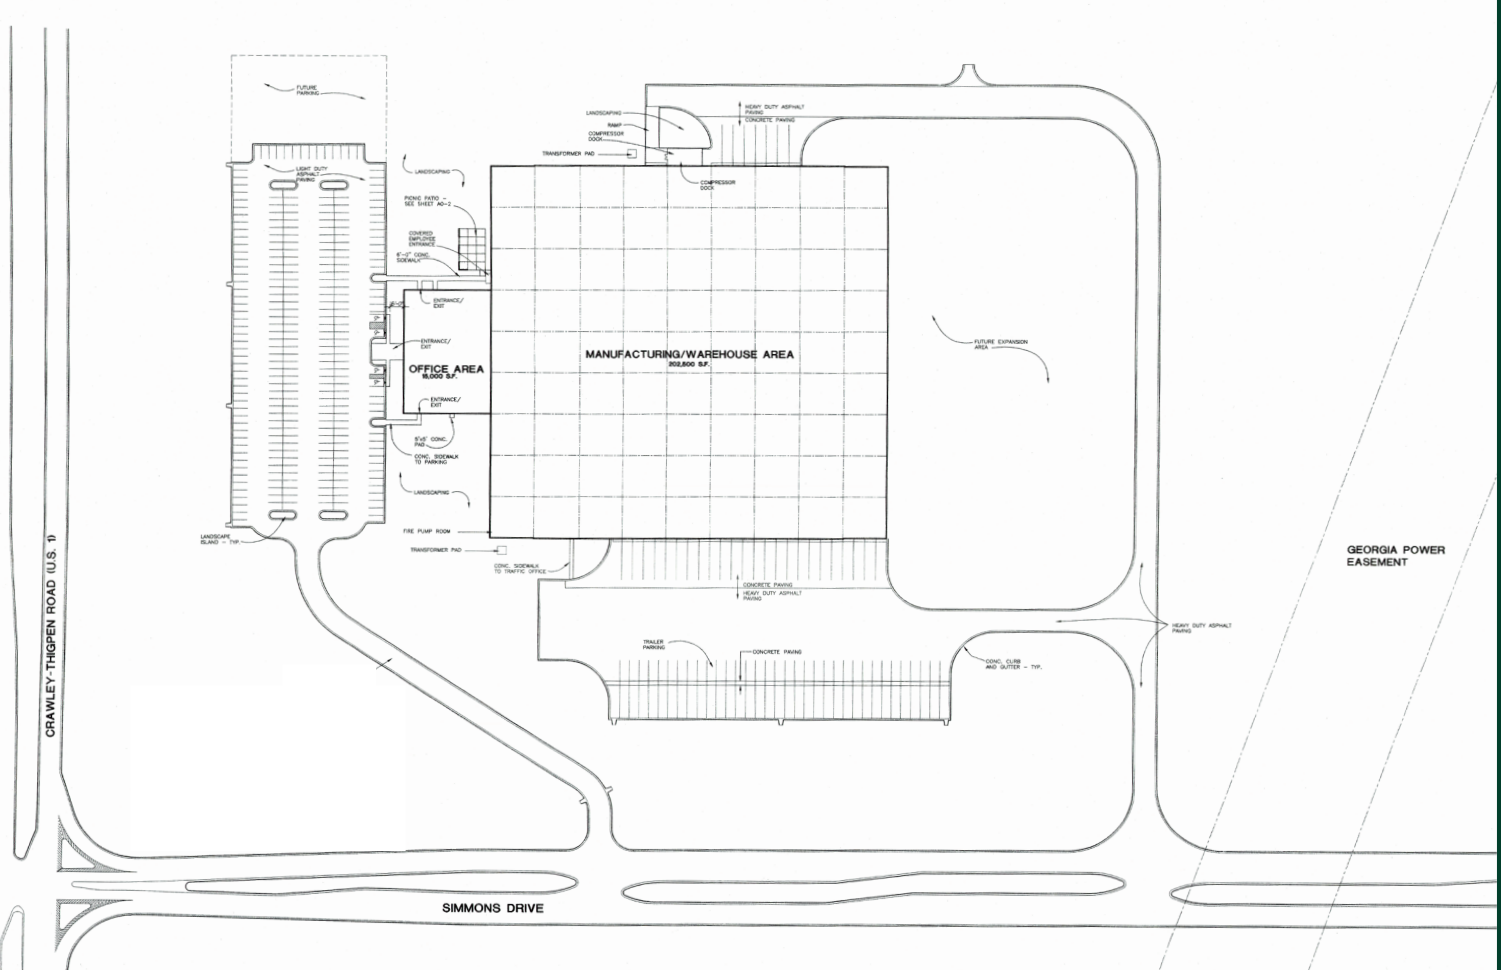 FUTURE
PARKING
HEAVY DUTY ASPHALT
PAVING
CONCRETE PAVING
LANDSCAPING
RAMP
COMPRESSOR
DOCK
TRANSFORMER PAD
COMPRESSOR
DOCK
LIGHT DUTY
ASPHALT
PAVING
LANDSCAPING
PICNIC PATIO -
SEE SHEET A0-2
COVERED
EMPLOYEE
ENTRANCE
CONC.
SIDEWALK
ENTRANCE/
EXIT
ENTRANCE/
EXIT
MANUFACTURING/WAREHOUSE AREA
202,500 S.F.
OFFICE AREA
15,000 S.F.
FUTURE EXPANSION
AREA
ENTRANCE/
EXIT
CONC.
PAD
CONC. SIDEWALK
TO PARKING
LANDSCAPING
FIRE PUMP ROOM
LANDSCAPE
ISLAND - TYP.
TRANSFORMER PAD
CONC. SIDEWALK
TO TRAFFIC OFFICE
CONCRETE PAVING
HEAVY DUTY ASPHALT
PAVING
GEORGIA POWER
EASEMENT
HEAVY DUTY ASPHALT
PAVING
TRAILER
PARKING
CONCRETE PAVING
CONC. CURB
AND GUTTER - TYP.
CRAWLEY-THIGPEN ROAD (U.S. 1)
SIMMONS DRIVE